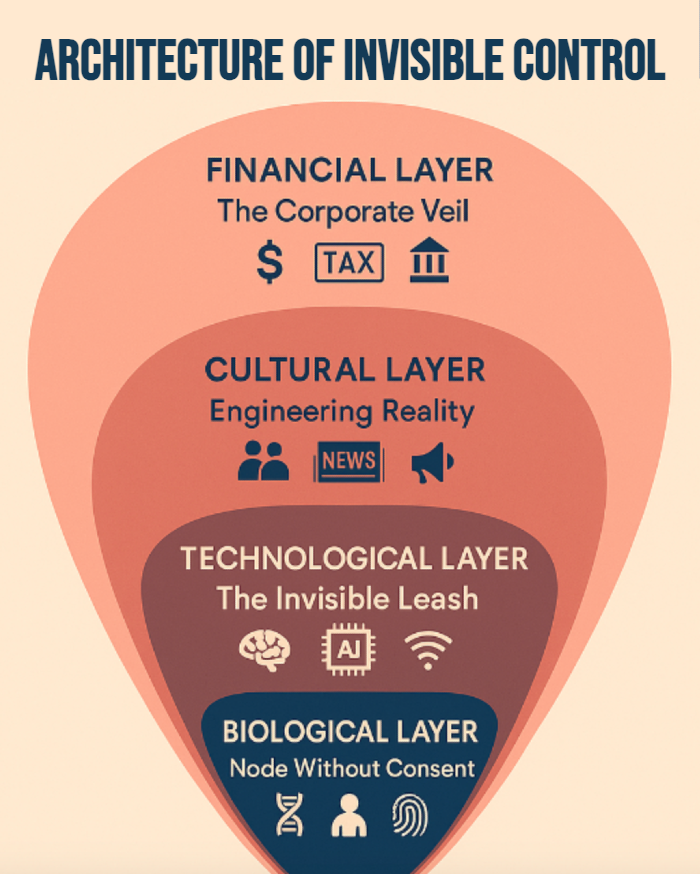 ARCHITECTURE OF INVISIBLE CONTROL
FINANCIAL LAYER
The Corporate Veil
$ TAX
CULTURAL LAYER
Engineering Reality
NEWS
TECHNOLOGICAL LAYER
The Invisible Leash
AI
BIOLOGICAL LAYER
Node Without Consent